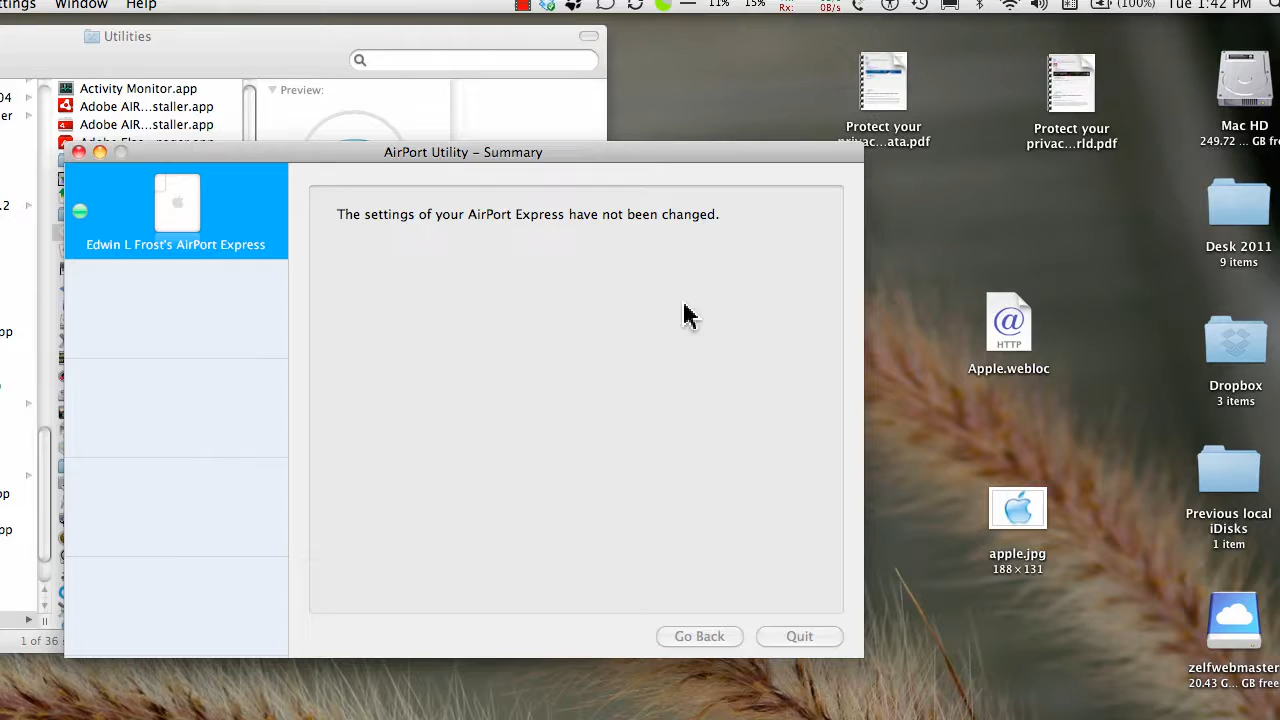 ttings Window Help
11% 15% Rx: 0B/s (100%) Tue 1:42 PM
Utilities
04
Activity Monitor.app
Preview:
Adobe AIR...staller.app
Adobe AIR...staller.app
AirPort Utility – Summary
Edwin L Frost's AirPort Express
The settings of your AirPort Express have not been changed.
Go Back
Quit
1 of 36
Protect your
privac...ata.pdf
Protect your
privac...rld.pdf
Mac HD
249.72 ... GB fre
Desk 2011
9 items
HTTP
Apple.webloc
Dropbox
3 items
Previous local
iDisks
1 item
apple.jpg
188×131
zelfwebmaster
20.43 G... GB free